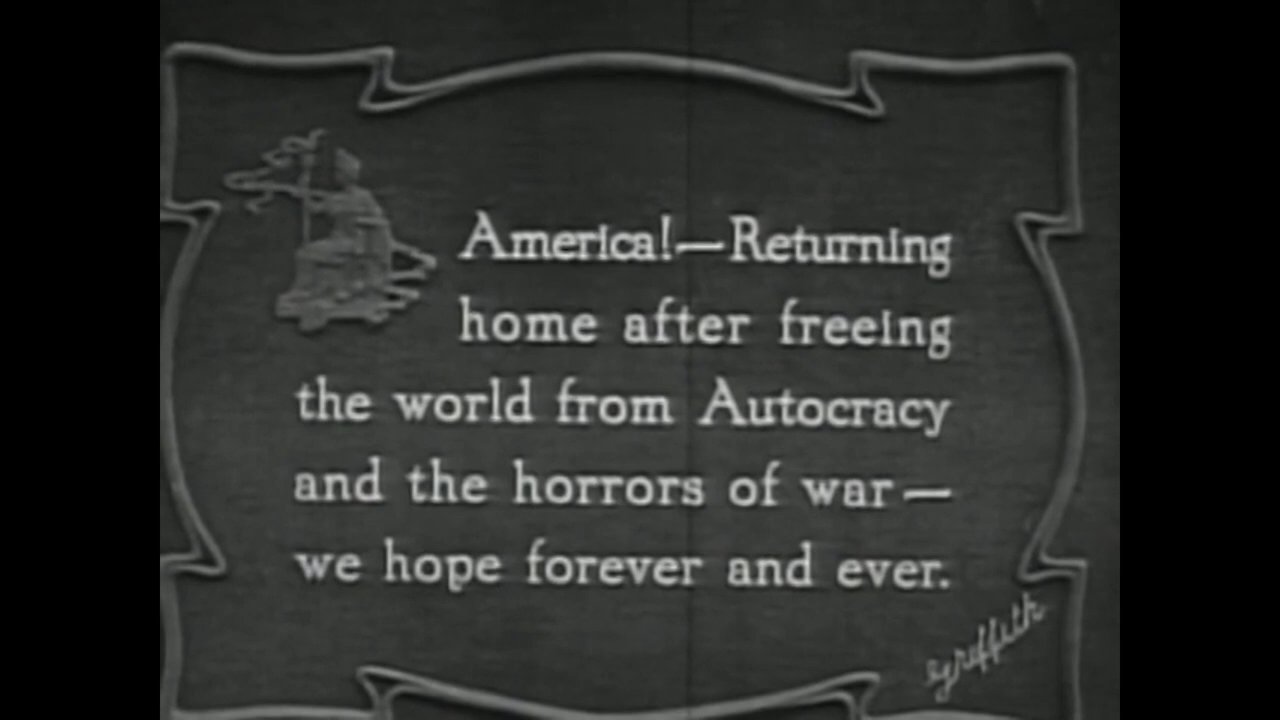 America!—Returning
home after freeing
the world from Autocracy
and the horrors of war—
we hope forever and ever.
Griffith